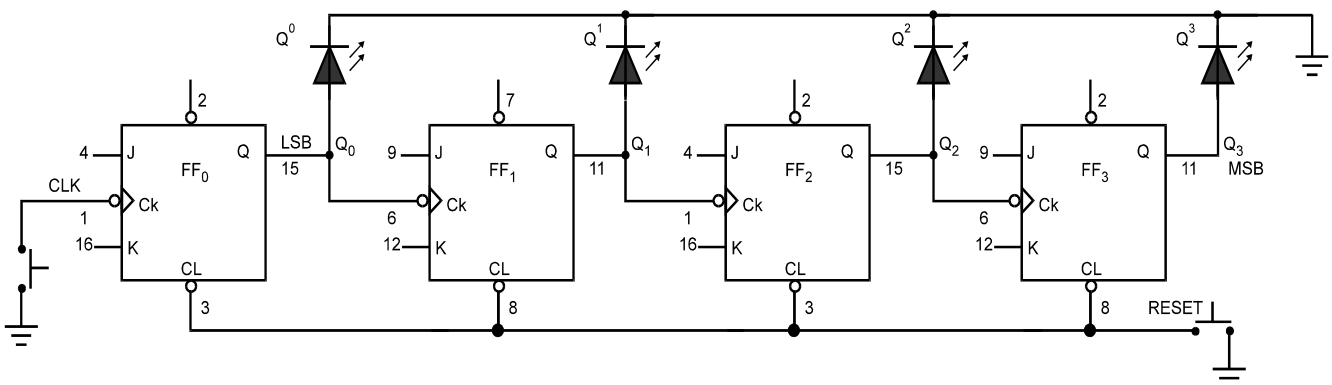 Q⁰ Q¹ Q² Q³
2 7 2 2
4 J Q LSB Q₀ 9 J Q Q₁ 4 J Q Q₂ 9 J Q Q₃
FF₀ 15 FF₁ 11 FF₂ 15 FF₃ 11 MSB
CLK Ck Ck Ck Ck
1 6 1 6
16 K 12 K 16 K 12 K
CL CL CL CL
3 8 3 8 RESET